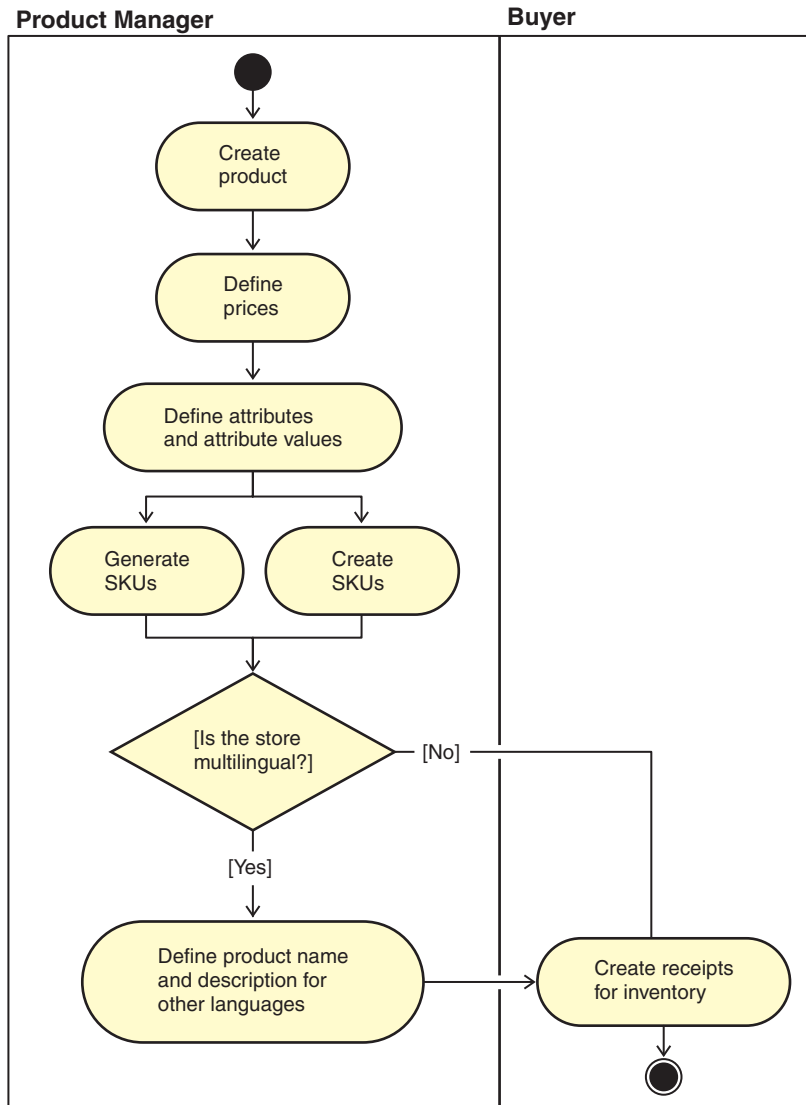 Product Manager
Buyer
Create
product
Define
prices
Define attributes
and attribute values
Generate
SKUs
Create
SKUs
[Is the store
multilingual?]
[No]
[Yes]
Define product name
and description for
other languages
Create receipts
for inventory